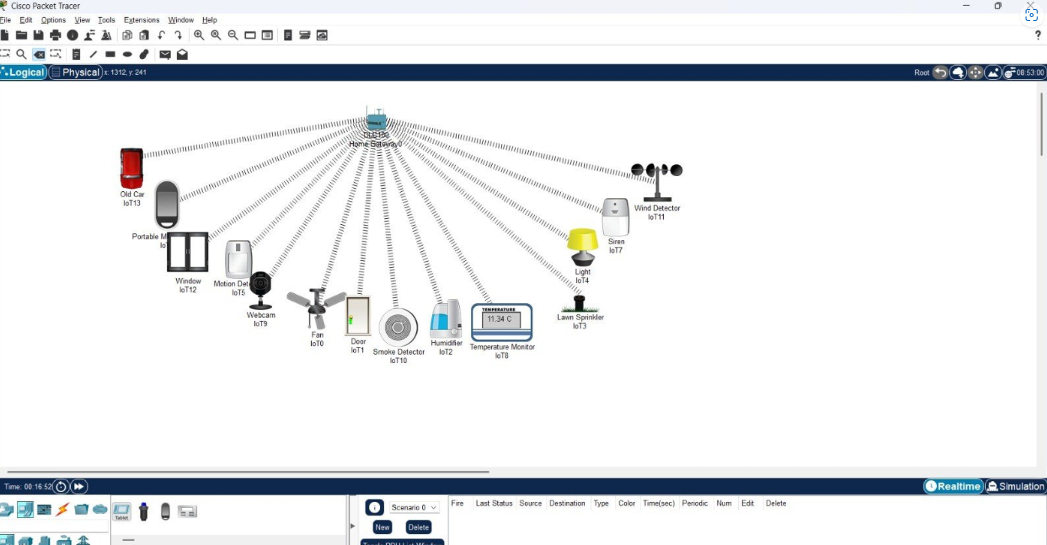 Cisco Packet Tracer
File Edit Options View Tools Extensions Window Help
?
Logical Physical x: 1312, y: 241 Root 08:53:00
Home Gateway0
Old Car
IoT13
Portable M
Window
IoT12
Motion Det
IoT5
Webcam
IoT9
Fan
IoT0
Door
IoT1
Smoke Detector
IoT10
Humidifier
IoT2
TEMPERATURE
11.34 C
Temperature Monitor
IoT8
Lawn Sprinkler
IoT3
Light
IoT4
Siren
IoT7
Wind Detector
IoT11
Time: 00:16:52 Realtime Simulation
Tablet
Scenario 0
New Delete
Fire Last Status Source Destination Type Color Time(sec) Periodic Num Edit Delete